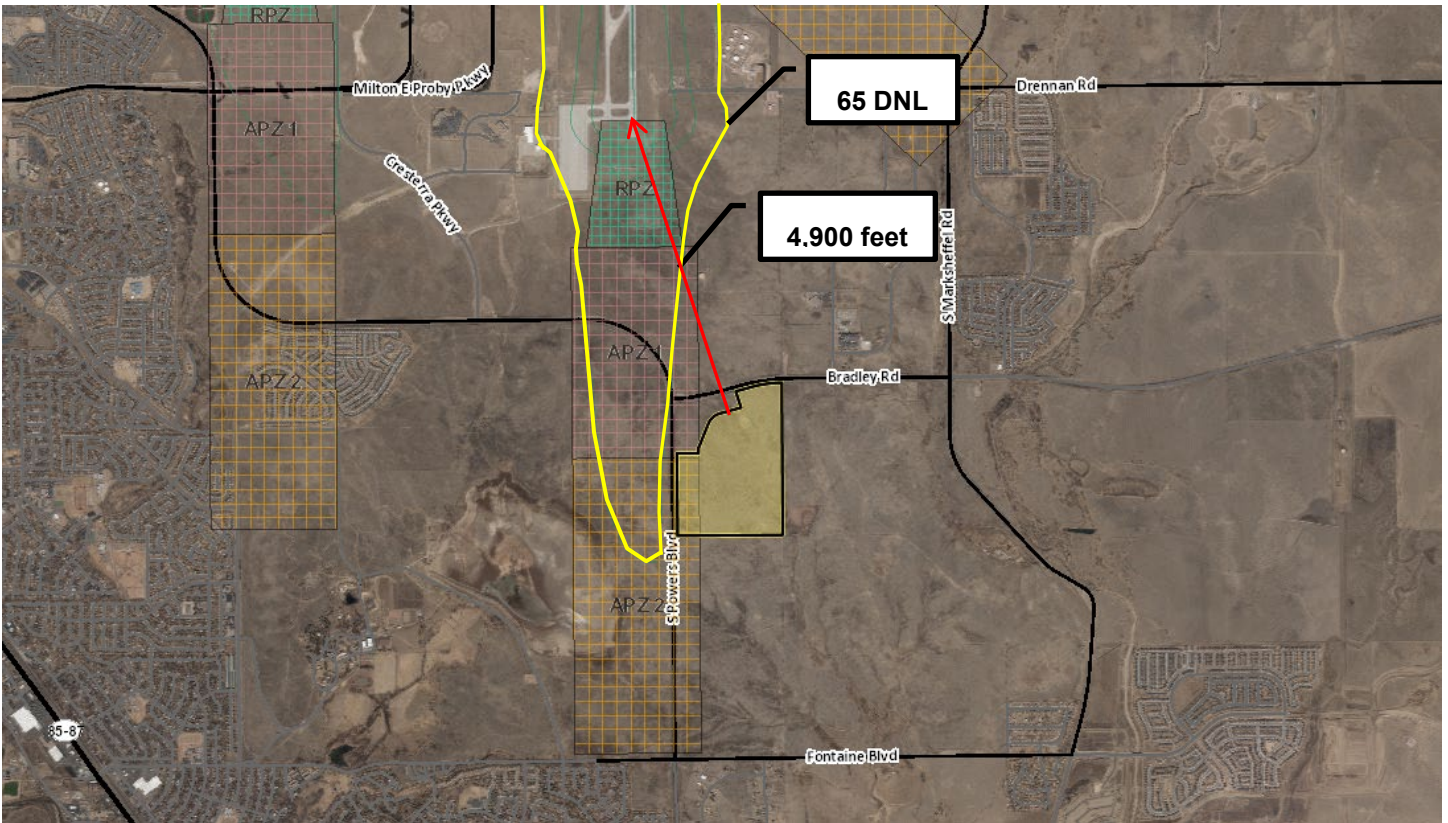 RPZ
Milton E Proby Pkwy
65 DNL
Drennan Rd
APZ 1
Cresterra Pkwy
RPZ
4.900 feet
S Marksheffel Rd
APZ 1
APZ 2
Bradley Rd
S Powers Blvd
APZ 2
85-87
Fontaine Blvd